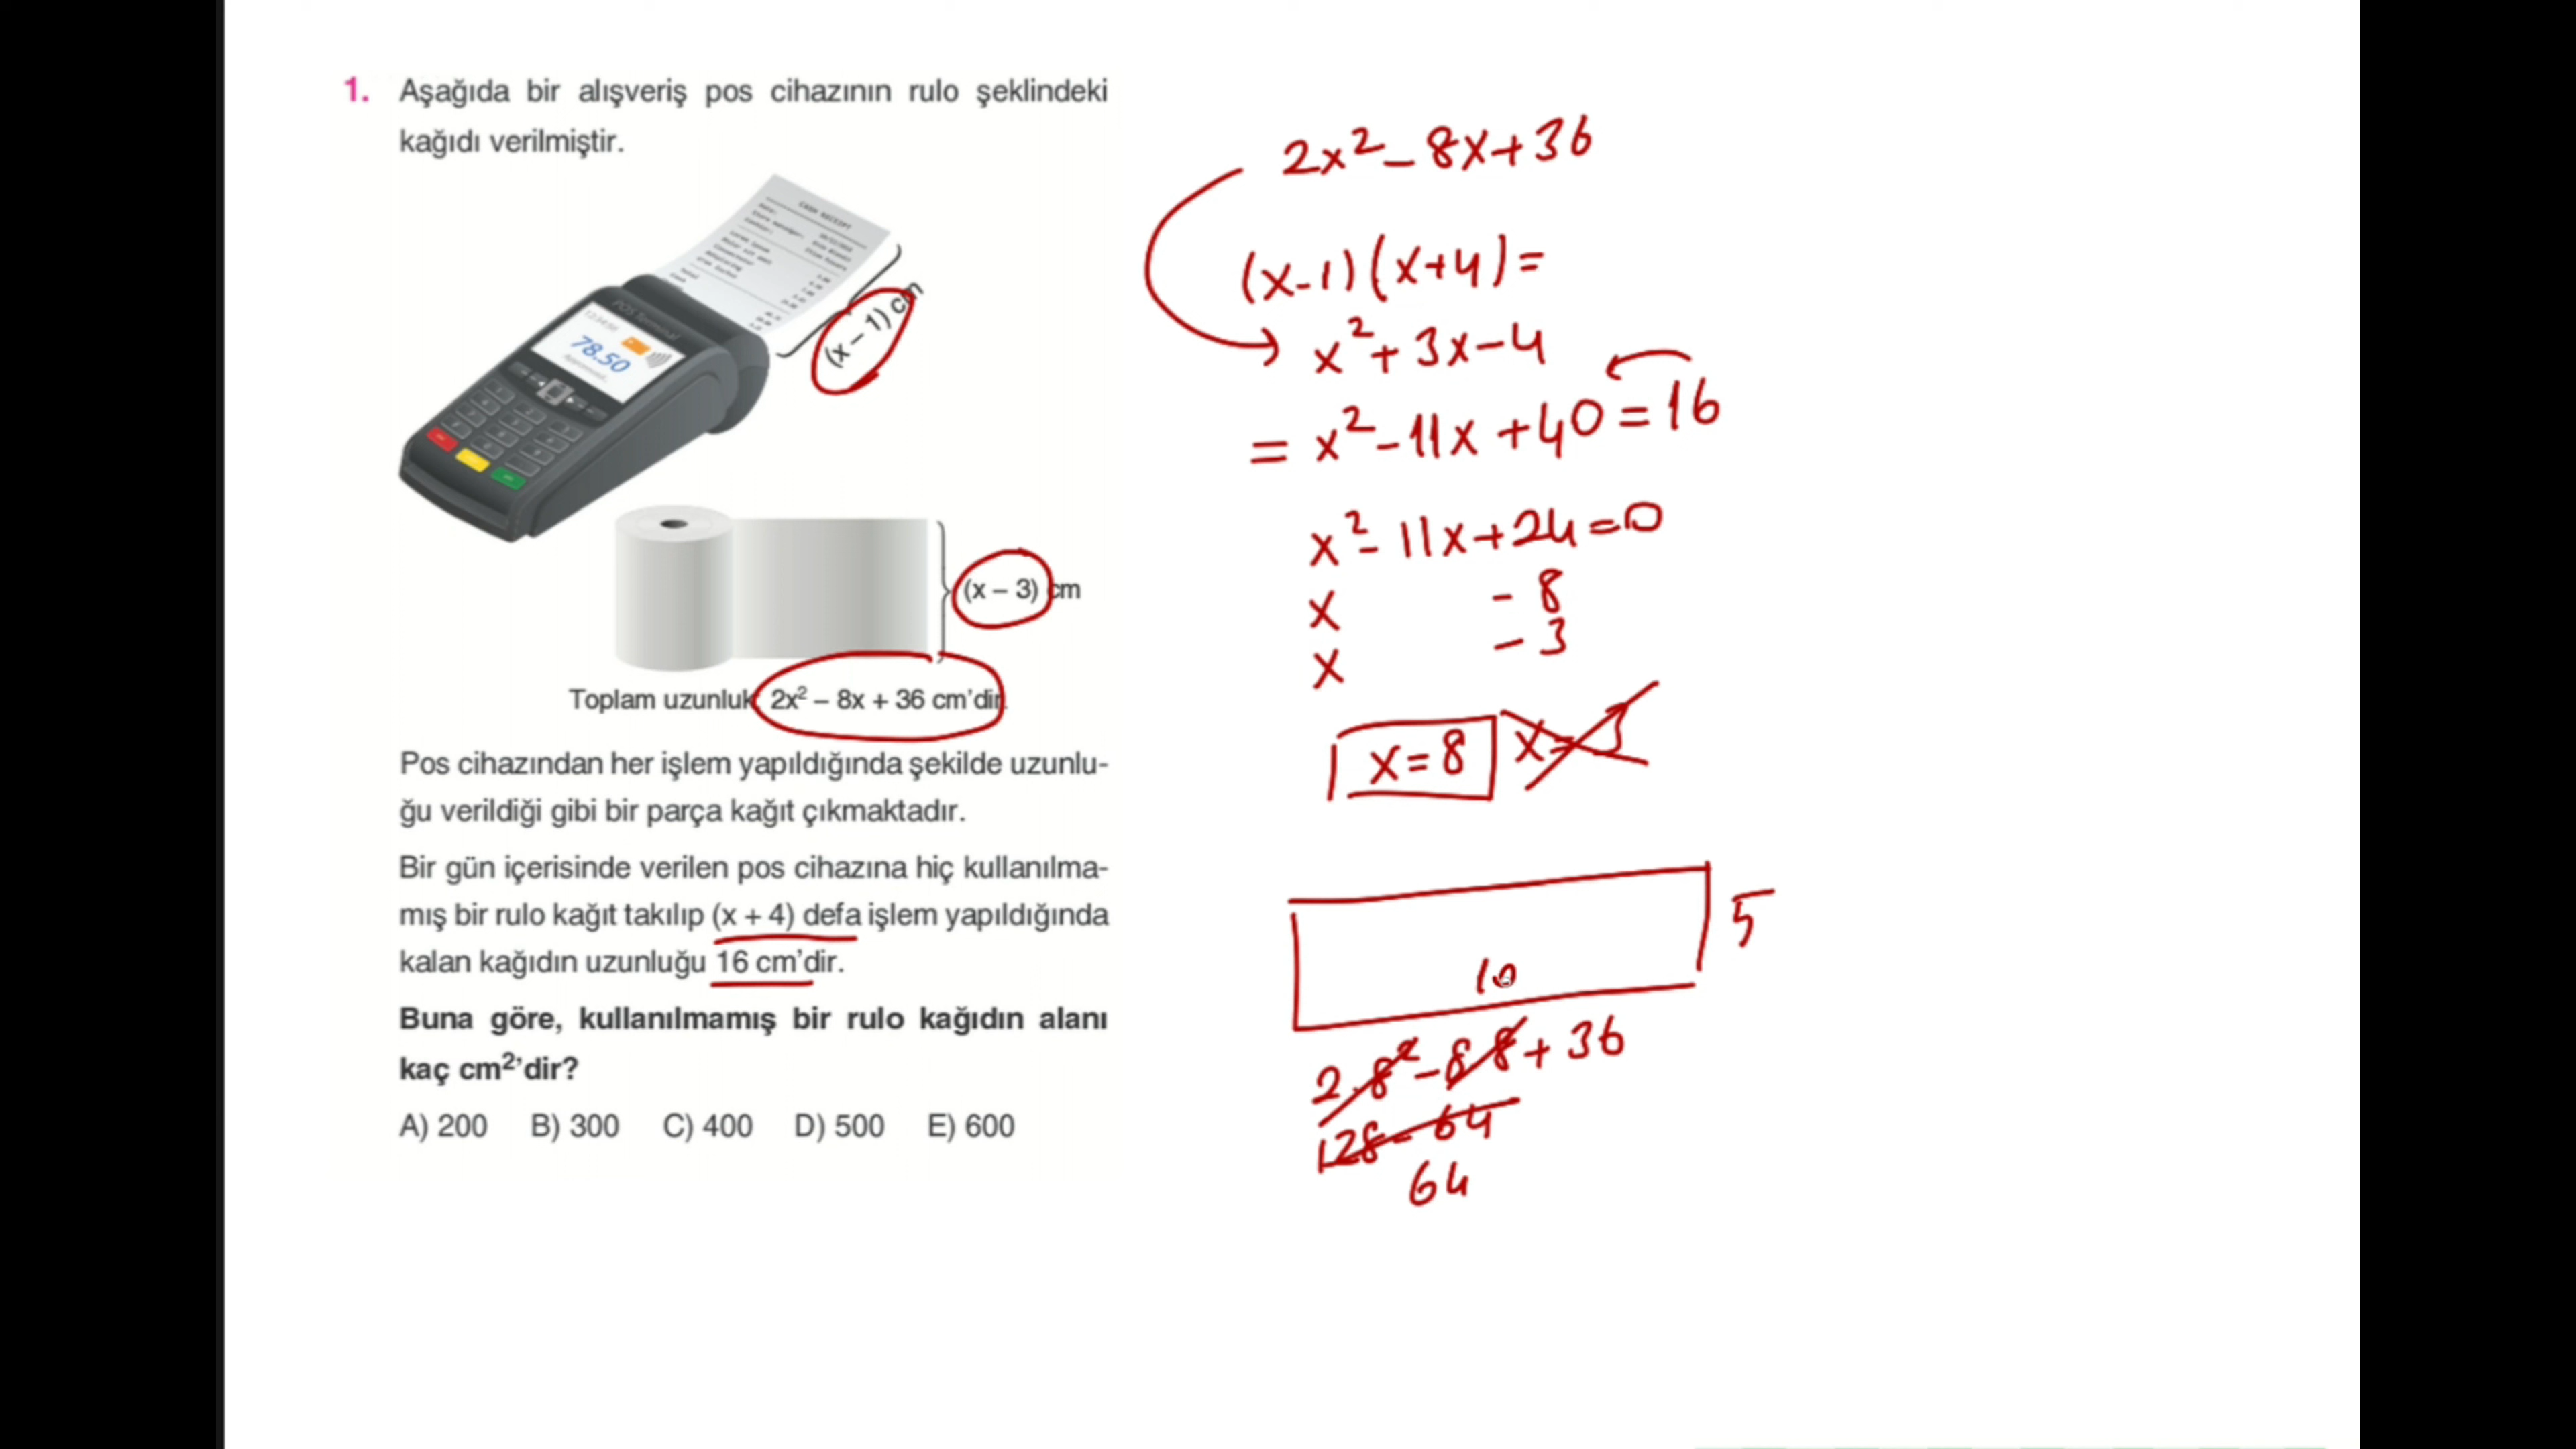 1. Aşağıda bir alışveriş pos cihazının rulo şeklindeki
kağıdı verilmiştir.
CASH RECEIPT
POS Terminal
78.50
(x – 1) cm
(x – 3) cm
Toplam uzunluk 2x² – 8x + 36 cm'dir.
Pos cihazından her işlem yapıldığında şekilde uzunlu-
ğu verildiği gibi bir parça kağıt çıkmaktadır.
Bir gün içerisinde verilen pos cihazına hiç kullanılma-
mış bir rulo kağıt takılıp (x + 4) defa işlem yapıldığında
kalan kağıdın uzunluğu 16 cm'dir.
Buna göre, kullanılmamış bir rulo kağıdın alanı
kaç cm²'dir?
A) 200 B) 300 C) 400 D) 500 E) 600
2x² - 8x + 36
(x-1)(x+4) =
x² + 3x - 4
= x² - 11x + 40 = 16
x² - 11x + 24 = 0
x - 8
x - 3
x = 8 x = 3
5
10
2.8² - 8.8 + 36
128 - 64
64